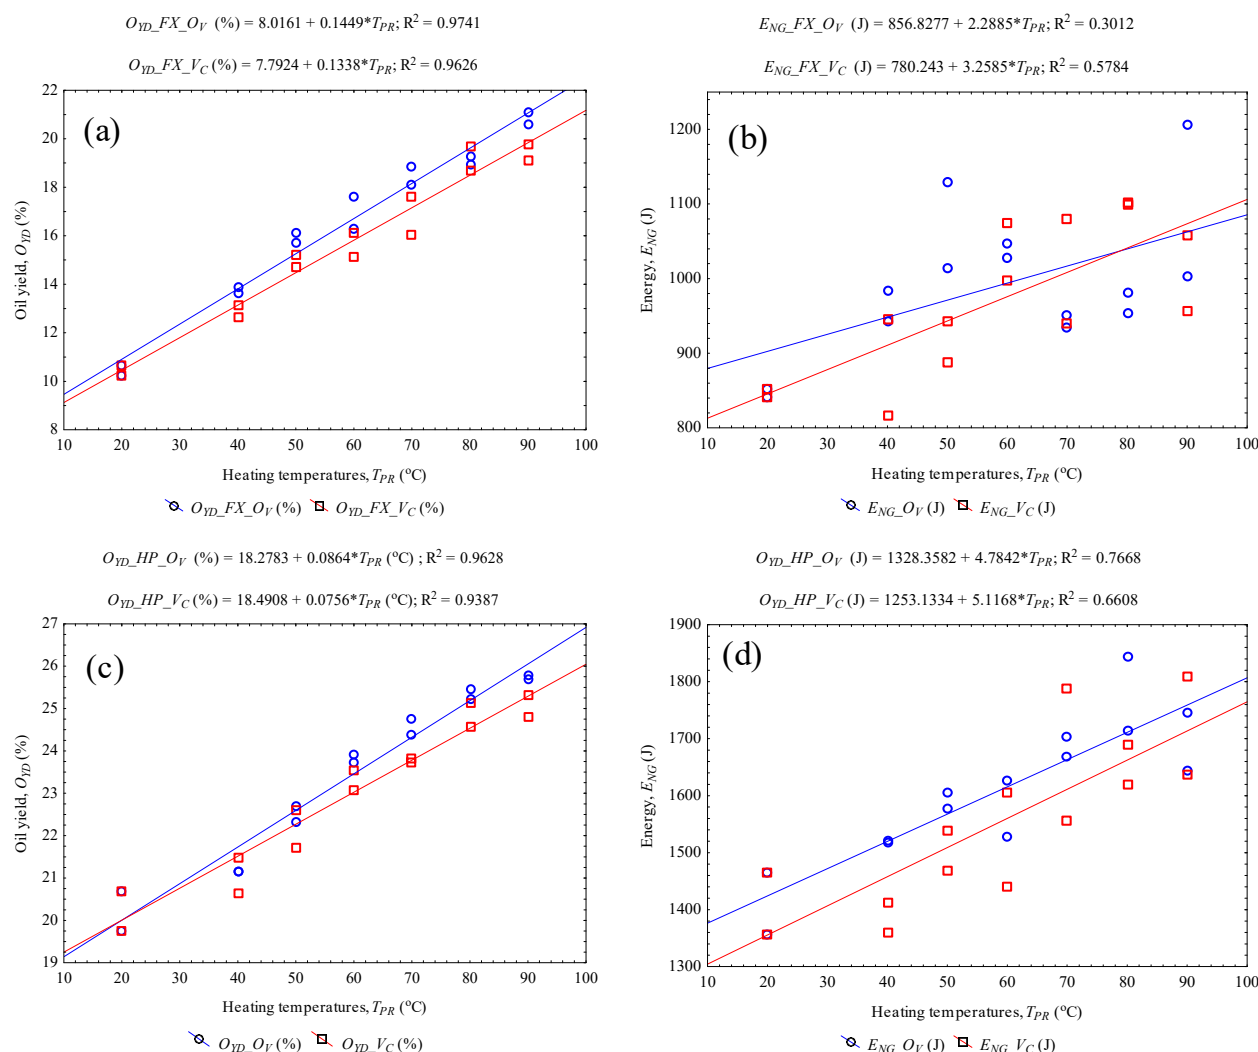 O_YD_FX_O_V (%) = 8.0161 + 0.1449*T_PR; R² = 0.9741
O_YD_FX_V_C (%) = 7.7924 + 0.1338*T_PR; R² = 0.9626
(a)
Oil yield, O_YD (%)
22
20
18
16
14
12
10
8
10 20 30 40 50 60 70 80 90 100
Heating temperatures, T_PR (°C)
O_YD_FX_O_V (%) O_YD_FX_V_C (%)
E_NG_FX_O_V (J) = 856.8277 + 2.2885*T_PR; R² = 0.3012
E_NG_FX_V_C (J) = 780.243 + 3.2585*T_PR; R² = 0.5784
(b)
Energy, E_NG (J)
1200
1100
1000
900
800
10 20 30 40 50 60 70 80 90 100
Heating temperatures, T_PR (°C)
E_NG_O_V (J) E_NG_V_C (J)
O_YD_HP_O_V (%) = 18.2783 + 0.0864*T_PR (°C) ; R² = 0.9628
O_YD_HP_V_C (%) = 18.4908 + 0.0756*T_PR (°C); R² = 0.9387
(c)
Oil yield, O_YD (%)
27
26
25
24
23
22
21
20
19
10 20 30 40 50 60 70 80 90 100
Heating temperatures, T_PR (°C)
O_YD_O_V (%) O_YD_V_C (%)
O_YD_HP_O_V (J) = 1328.3582 + 4.7842*T_PR; R² = 0.7668
O_YD_HP_V_C (J) = 1253.1334 + 5.1168*T_PR; R² = 0.6608
(d)
Energy, E_NG (J)
1900
1800
1700
1600
1500
1400
1300
10 20 30 40 50 60 70 80 90 100
Heating temperatures, T_PR (°C)
E_NG_O_V (J) E_NG_V_C (J)